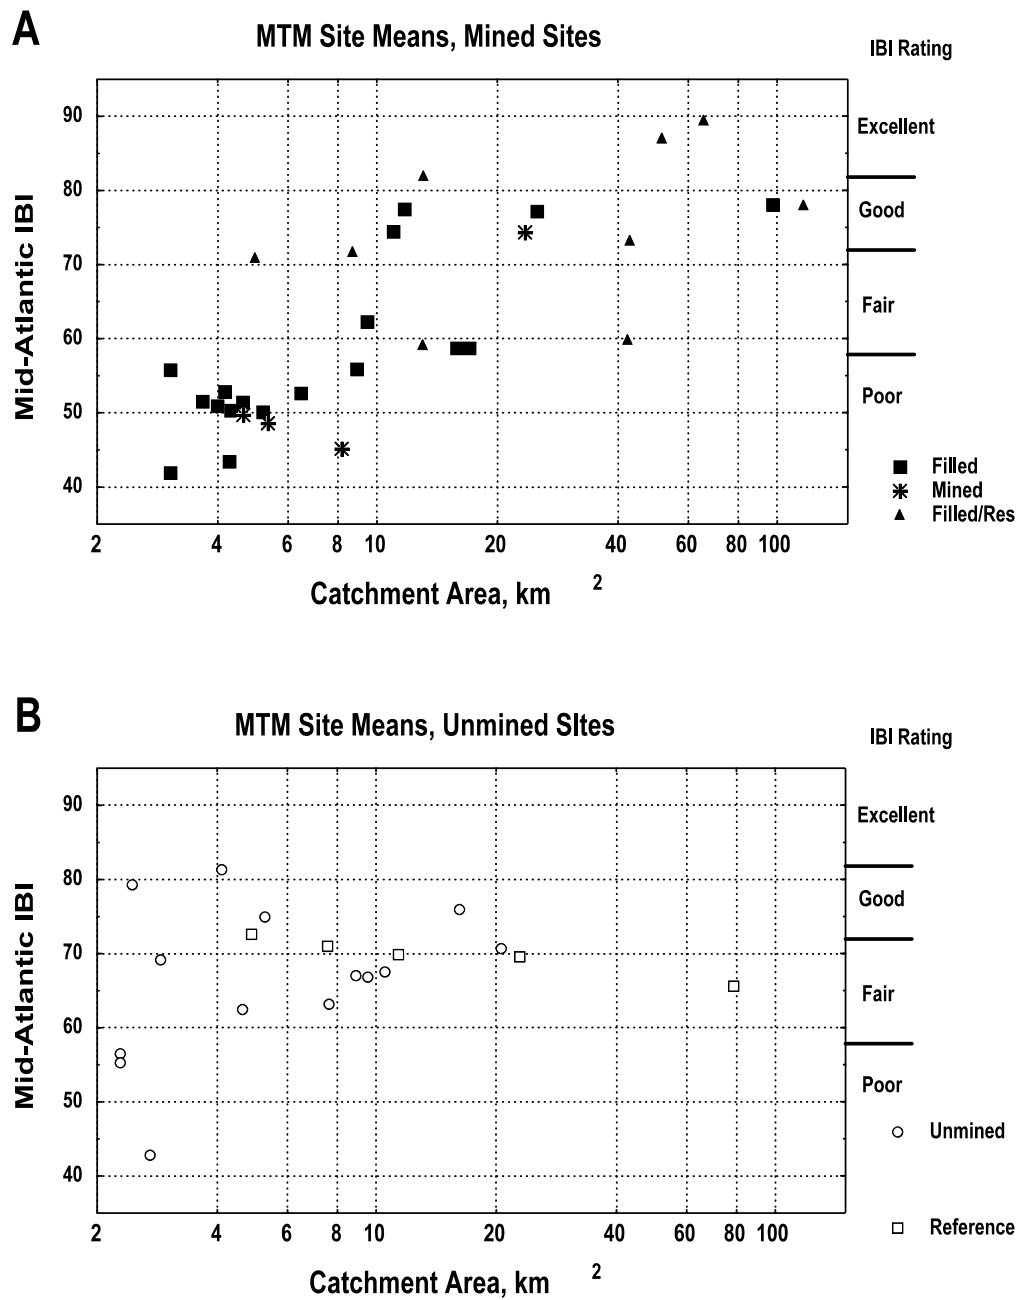 A
MTM Site Means, Mined Sites
IBI Rating
90
80
70
60
50
40
Mid-Atlantic IBI
Excellent
Good
Fair
Poor
Filled
Mined
Filled/Res
2 4 6 8 10 20 40 60 80 100
Catchment Area, km 2
B
MTM Site Means, Unmined SItes
IBI Rating
90
80
70
60
50
40
Mid-Atlantic IBI
Excellent
Good
Fair
Poor
Unmined
Reference
2 4 6 8 10 20 40 60 80 100
Catchment Area, km 2